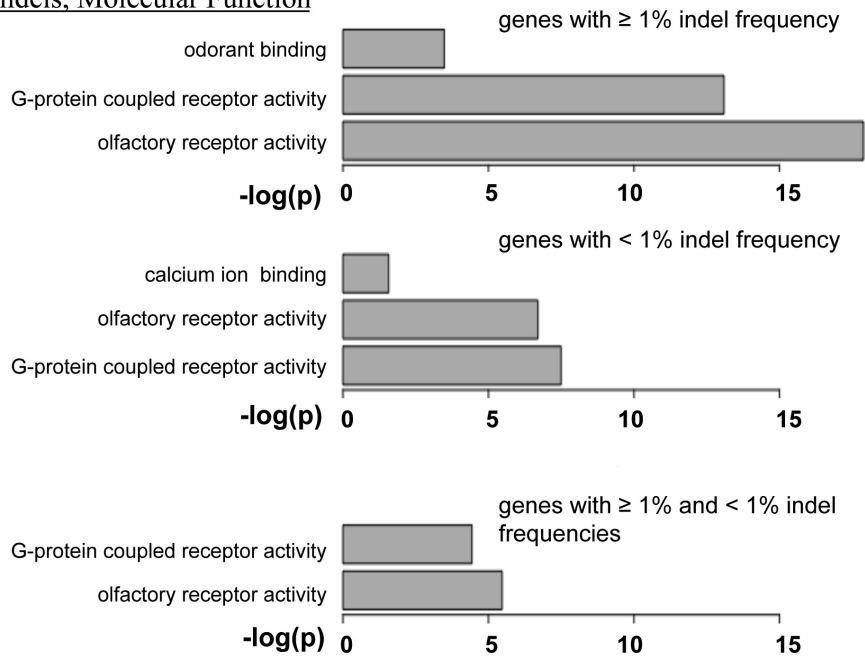 Molecular Function
genes with ≥ 1% indel frequency
odorant binding
G-protein coupled receptor activity
olfactory receptor activity
-log(p) 0 5 10 15
genes with < 1% indel frequency
calcium ion binding
olfactory receptor activity
G-protein coupled receptor activity
-log(p) 0 5 10 15
genes with ≥ 1% and < 1% indel
frequencies
G-protein coupled receptor activity
olfactory receptor activity
-log(p) 0 5 10 15